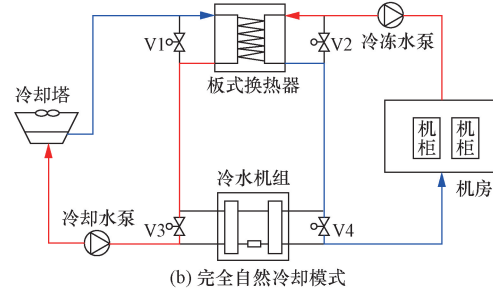 V1
V2
冷冻水泵
板式换热器
冷却塔
机柜
机柜
机房
冷水机组
冷却水泵
V3
V4
(b) 完全自然冷却模式